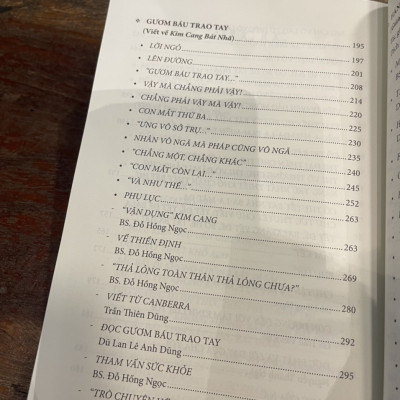 GƯƠM BÁU TRAO TAY
(Viết về Kim Cang Bát Nhã) 195
• LỜI NGỎ 197
• LÊN ĐƯỜNG 201
• "GƯƠM BÁU TRAO TAY..." 208
• VẬY MÀ CHẲNG PHẢI VẬY! 214
• CHẲNG PHẢI VẬY MÀ VẬY! 220
• CON MẮT THỨ BA 225
• "ƯNG VÔ SỞ TRỤ..." 230
• NHÂN VÔ NGÃ MÀ PHÁP CŨNG VÔ NGÃ 235
• "CHẲNG MỘT, CHẲNG KHÁC" 240
• "CON MẮT CÒN LẠI..." 245
• "VÀ NHƯ THẾ..." 252
• PHỤ LỤC 263
- "VẬN DỤNG" KIM CANG
BS. Đỗ Hồng Ngọc 263
- VỀ THIỀN ĐỊNH
BS. Đỗ Hồng Ngọc 269
- "THẢ LỎNG TOÀN THÂN THẢ LỎNG CHƯA?"
BS. Đỗ Hồng Ngọc 280
- VIẾT TỪ CANBERRA
Trần Thiên Dũng 292
- ĐỌC GƯƠM BÁU TRAO TAY
Dũ Lan Lê Anh Dũng 295
- THAM VẤN SỨC KHỎE
BS. Đỗ Hồng Ngọc
- "TRÒ CHUYỆN